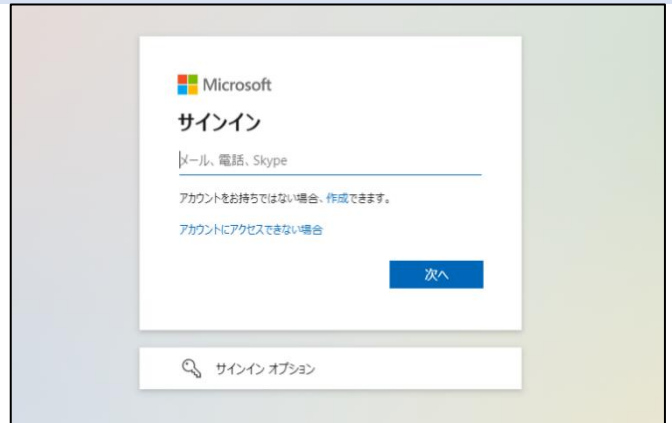 Microsoft
サインイン
メール、電話、Skype
アカウントをお持ちではない場合、作成できます。
アカウントにアクセスできない場合
次へ
サインイン オプション